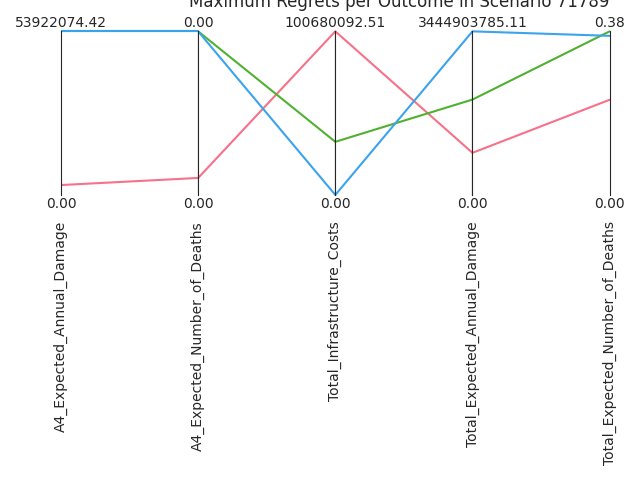 Maximum Regrets per Outcome in Scenario 71789
53922074.42 0.00 100680092.51 3444903785.11 0.38
0.00 0.00 0.00 0.00 0.00
A4_Expected_Annual_Damage
A4_Expected_Number_of_Deaths
Total_Infrastructure_Costs
Total_Expected_Annual_Damage
Total_Expected_Number_of_Deaths